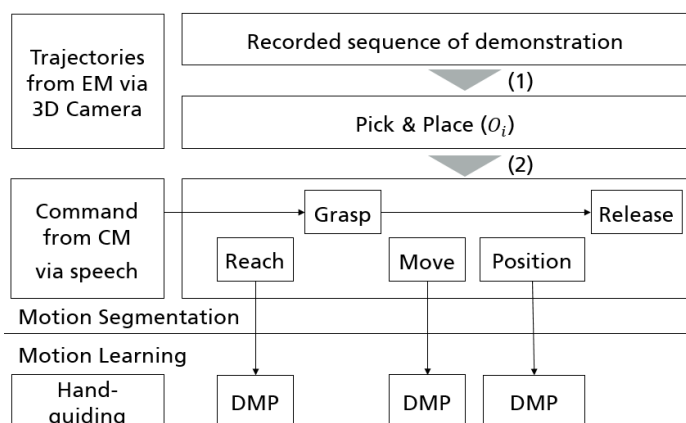 Trajectories
from EM via
3D Camera
Recorded sequence of demonstration
(1)
Pick & Place (𝑂𝑖)
(2)
Command
from CM
via speech
Grasp
Release
Reach
Move
Position
Motion Segmentation
Motion Learning
Hand-
guiding
DMP
DMP
DMP